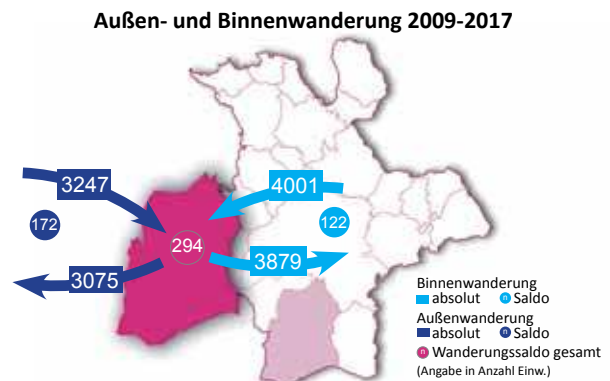 Außen- und Binnenwanderung 2009-2017
3247
4001
172
122
294
3075
3879
Binnenwanderung
absolut n Saldo
Außenwanderung
absolut n Saldo
n Wanderungssaldo gesamt
(Angabe in Anzahl Einw.)